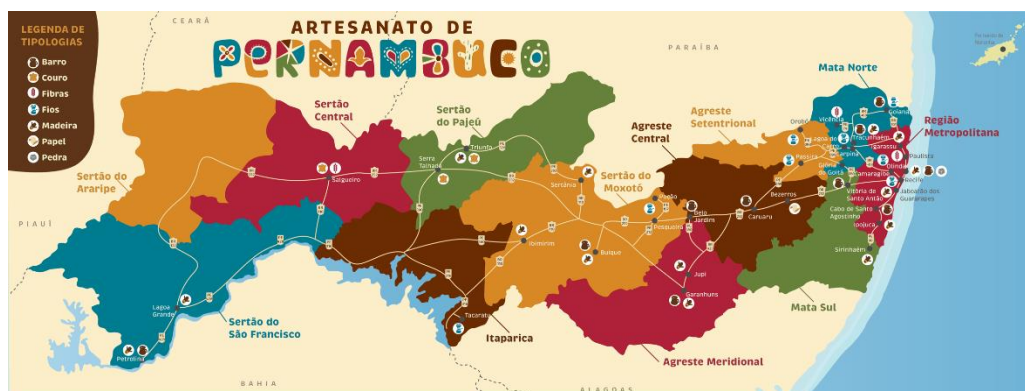 CEARÁ
LEGENDA DE
TIPOLOGIAS
Barro
Couro
Fibras
Fios
Madeira
Papel
Pedra
ARTESANATO DE
PERNAMBUCO
PARAÍBA
PIAUÍ
BAHIA
ALAGOAS
Sertão do
Araripe
Sertão
Central
Salgueiro
Sertão
do Pajeú
Triunfo
Serra
Talhada
Sertão do
São Francisco
Lagoa
Grande
Petrolina
Itaparica
Tacaratu
Sertão do
Moxotó
Sertânia
Ibimirim
Buíque
Pesqueira
Agreste
Central
Belo
Jardim
Caruaru
Bezerros
Agreste
Setentrional
Orobó
Passira
Agreste Meridional
Jupi
Garanhuns
Mata Norte
Goiana
Vicência
Tracunhaém
Lagoa do
Mata Sul
Vitória de
Santo Antão
Sirinhaém
Região
Metropolitana
Igarassu
Paulista
Olinda
Recife
Jaboatão dos
Guararapes
Cabo de Santo
Agostinho
Ipojuca